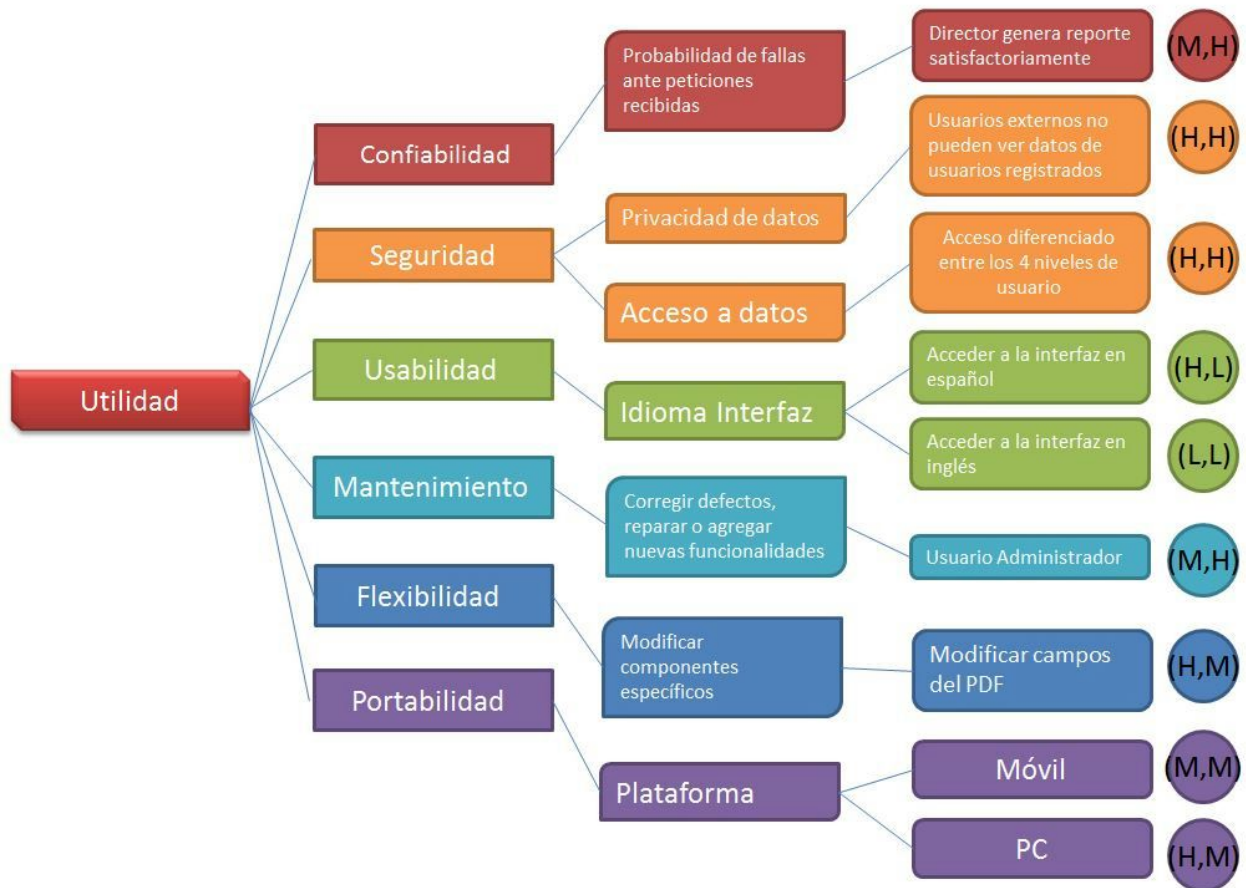 Utilidad
Confiabilidad
Probabilidad de fallas
ante peticiones
recibidas
Director genera reporte
satisfactoriamente
(M,H)
Seguridad
Privacidad de datos
Usuarios externos no
pueden ver datos de
usuarios registrados
(H,H)
Acceso a datos
Acceso diferenciado
entre los 4 niveles de
usuario
(H,H)
Usabilidad
Idioma Interfaz
Acceder a la interfaz en
español
(H,L)
Acceder a la interfaz en
inglés
(L,L)
Mantenimiento
Corregir defectos,
reparar o agregar
nuevas funcionalidades
Usuario Administrador
(M,H)
Flexibilidad
Modificar
componentes
específicos
Modificar campos
del PDF
(H,M)
Portabilidad
Plataforma
Móvil
(M,M)
PC
(H,M)